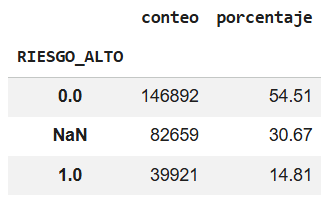 conteo porcentaje
RIESGO_ALTO
0.0 146892 54.51
NaN 82659 30.67
1.0 39921 14.81